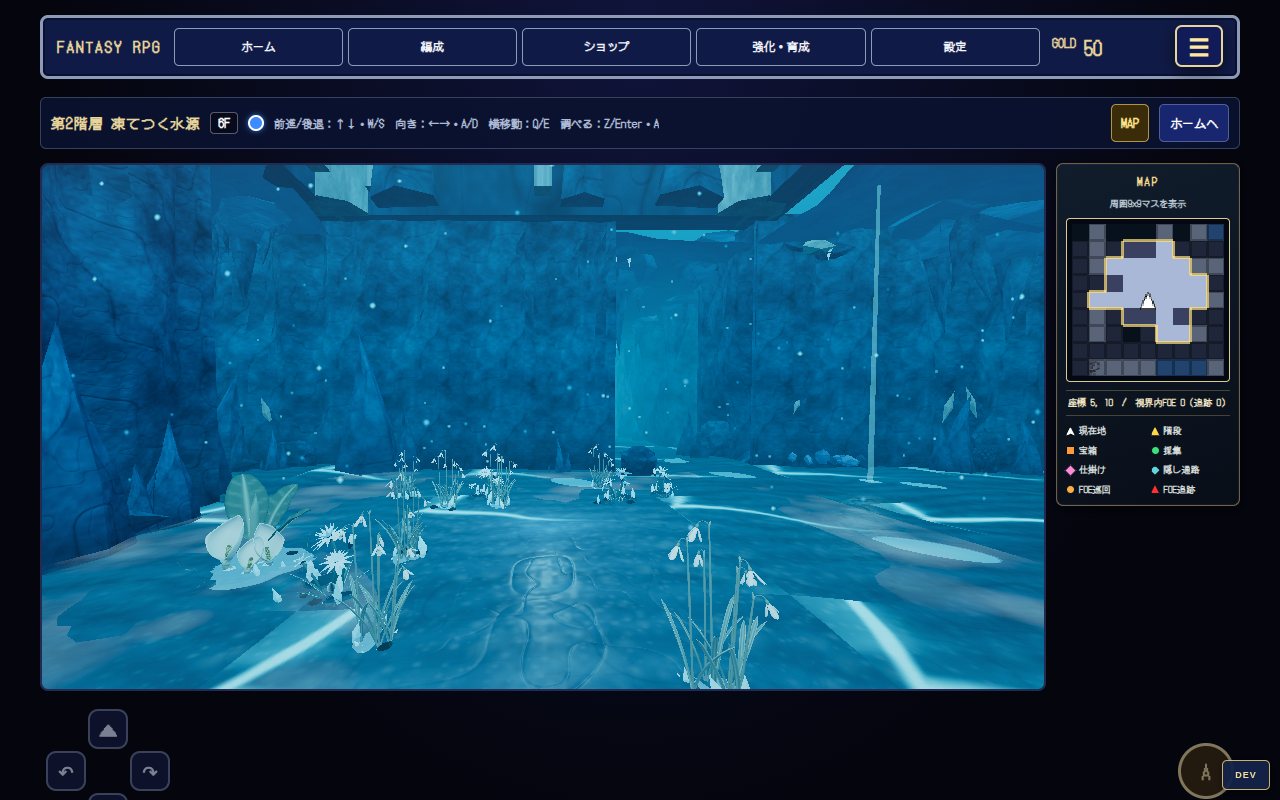 FANTASY RPG
ホーム
編成
ショップ
強化・育成
設定
GOLD 50
第2階層 凍てつく水源
6F
前進/後退：↑↓・W/S 向き：←→・A/D 横移動：Q/E 調べる：Z/Enter・A
MAP
ホームへ
MAP
周囲9x9マスを表示
座標 5, 10 / 視界内FOE 0 (追跡 0)
現在地
階段
宝箱
採集
仕掛け
隠し通路
FOE巡回
FOE追跡
A
DEV